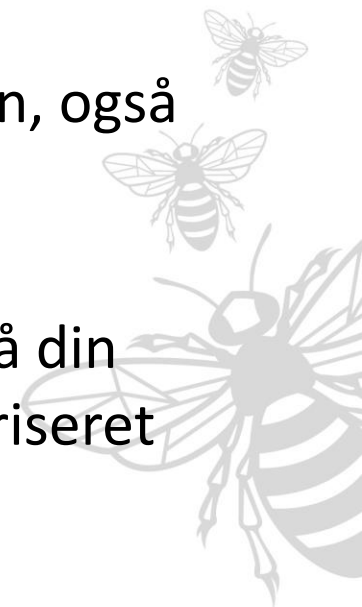 n, også
å din
riseret